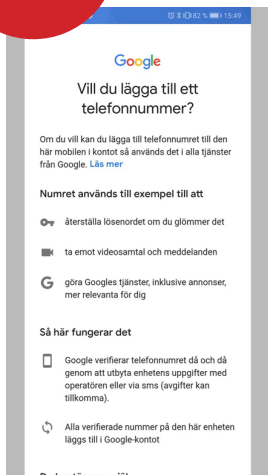 82 % 15:49
Google
Vill du lägga till ett
telefonnummer?
Om du vill kan du lägga till telefonnumret till den
här mobilen i kontot så används det i alla tjänster
från Google. Läs mer
Numret används till exempel till att
återställa lösenordet om du glömmer det
ta emot videosamtal och meddelanden
göra Googles tjänster, inklusive annonser,
mer relevanta för dig
Så här fungerar det
Google verifierar telefonnumret då och då
genom att utbyta enhetens uppgifter med
operatören eller via sms (avgifter kan
tillkomma).
Alla verifierade nummer på den här enheten
läggs till i Google-kontot